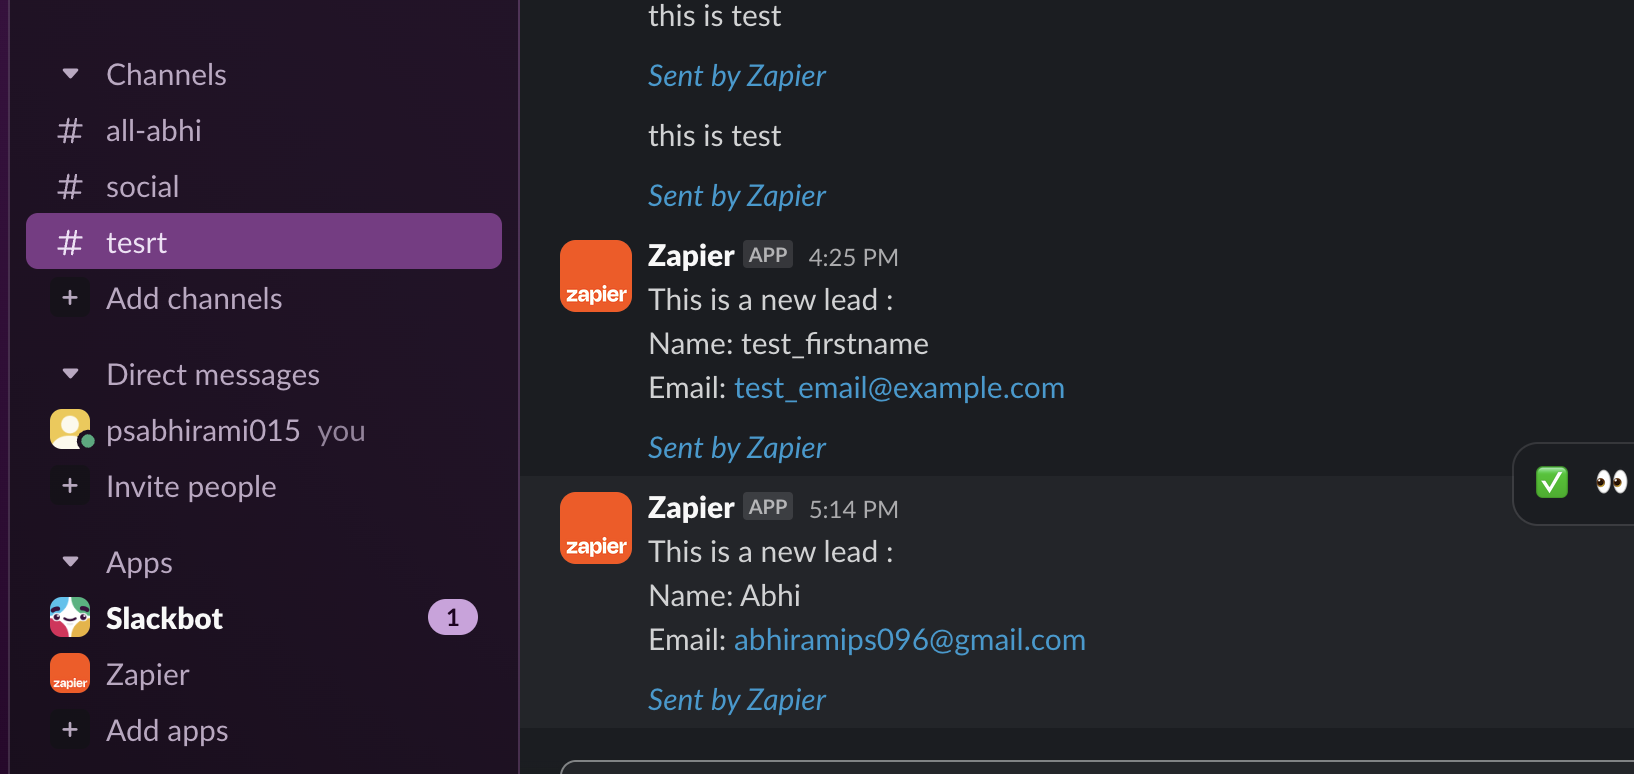 Channels
# all-abhi
# social
# tesrt
+ Add channels
Direct messages
psabhirami015 you
+ Invite people
Apps
Slackbot 1
zapier Zapier
+ Add apps
this is test
Sent by Zapier
this is test
Sent by Zapier
zapier
Zapier APP 4:25 PM
This is a new lead :
Name: test_firstname
Email: test_email@example.com
Sent by Zapier
zapier
Zapier APP 5:14 PM
This is a new lead :
Name: Abhi
Email: abhiramips096@gmail.com
Sent by Zapier